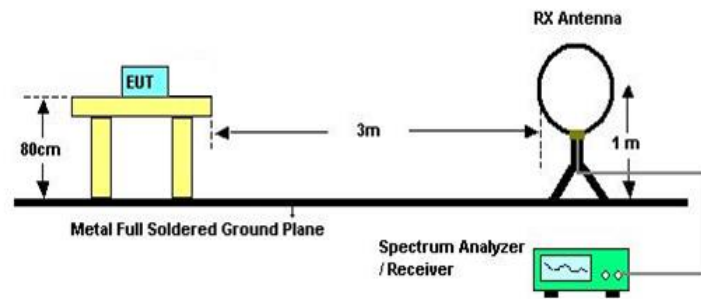 RX Antenna
EUT
3m
80cm
1 m
Metal Full Soldered Ground Plane
Spectrum Analyzer
/ Receiver